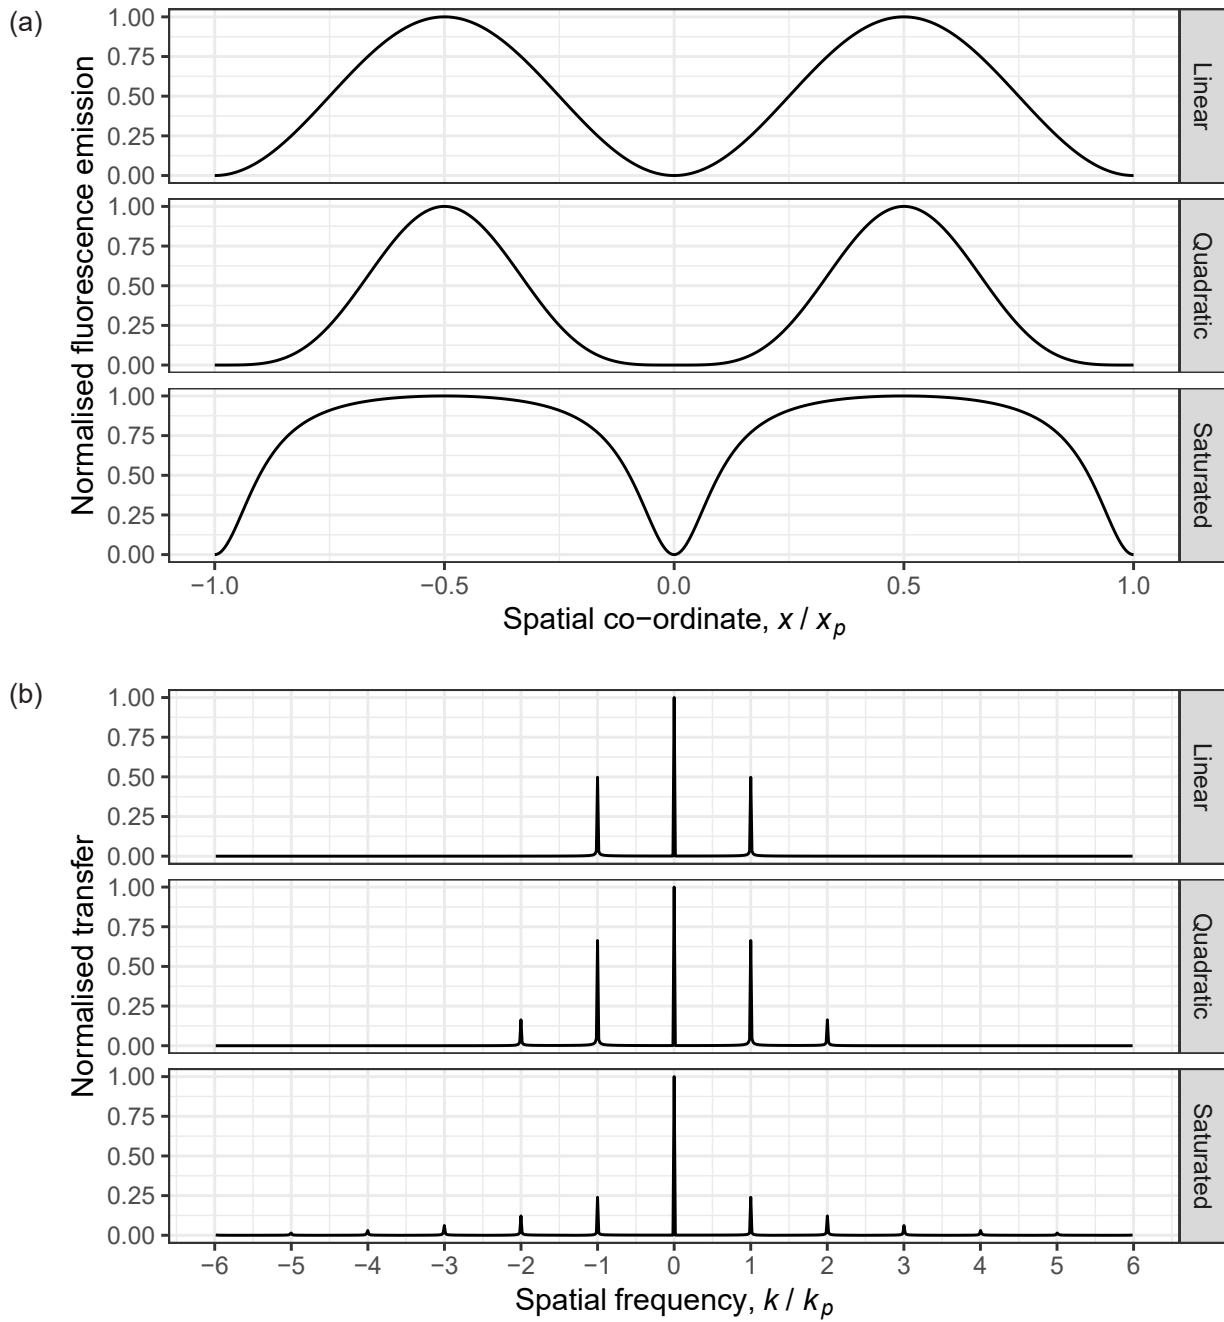 (a)
Normalised fluorescence emission
1.00
0.75
0.50
0.25
0.00
Linear
1.00
0.75
0.50
0.25
0.00
Quadratic
1.00
0.75
0.50
0.25
0.00
Saturated
−1.0 −0.5 0.0 0.5 1.0
Spatial co−ordinate, x / xₚ
(b)
Normalised transfer
1.00
0.75
0.50
0.25
0.00
Linear
1.00
0.75
0.50
0.25
0.00
Quadratic
1.00
0.75
0.50
0.25
0.00
Saturated
−6 −5 −4 −3 −2 −1 0 1 2 3 4 5 6
Spatial frequency, k / kₚ